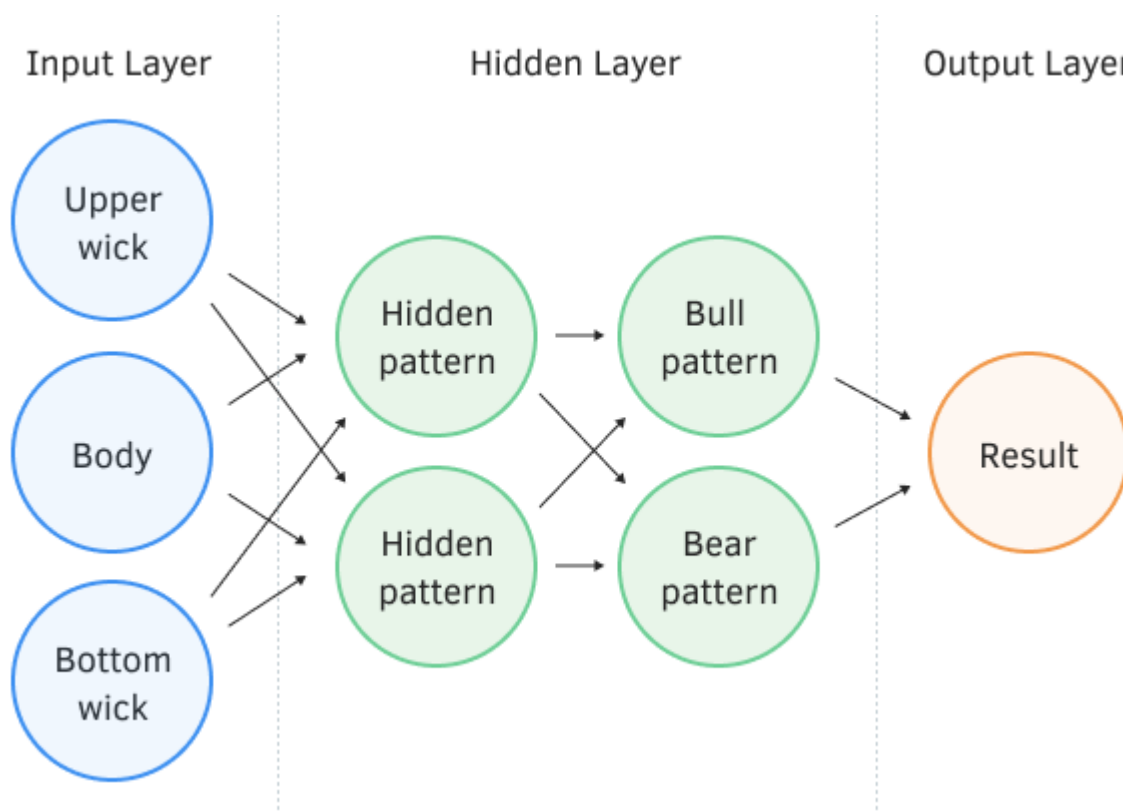 Input Layer
Hidden Layer
Output Layer
Upper
wick
Body
Bottom
wick
Hidden
pattern
Hidden
pattern
Bull
pattern
Bear
pattern
Result